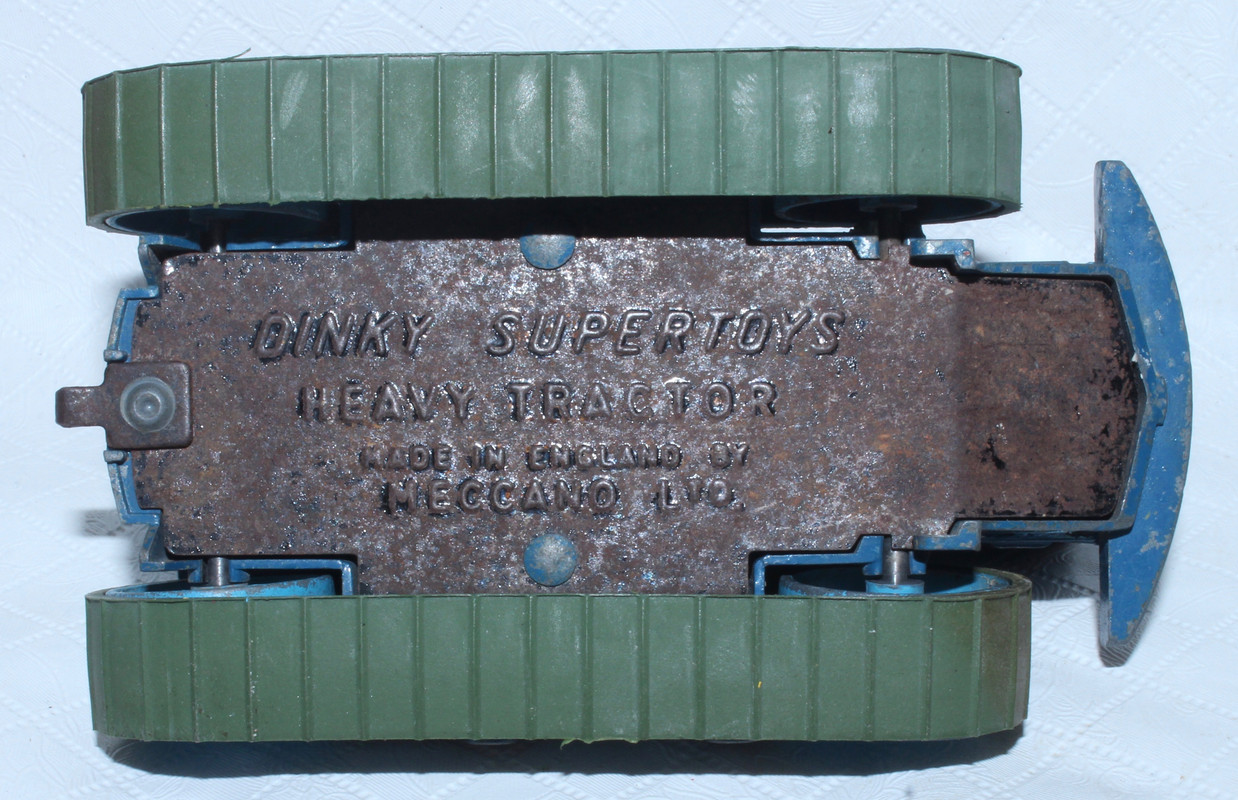 DINKY SUPERTOYS
HEAVY TRACTOR
MADE IN ENGLAND BY
MECCANO LTD.